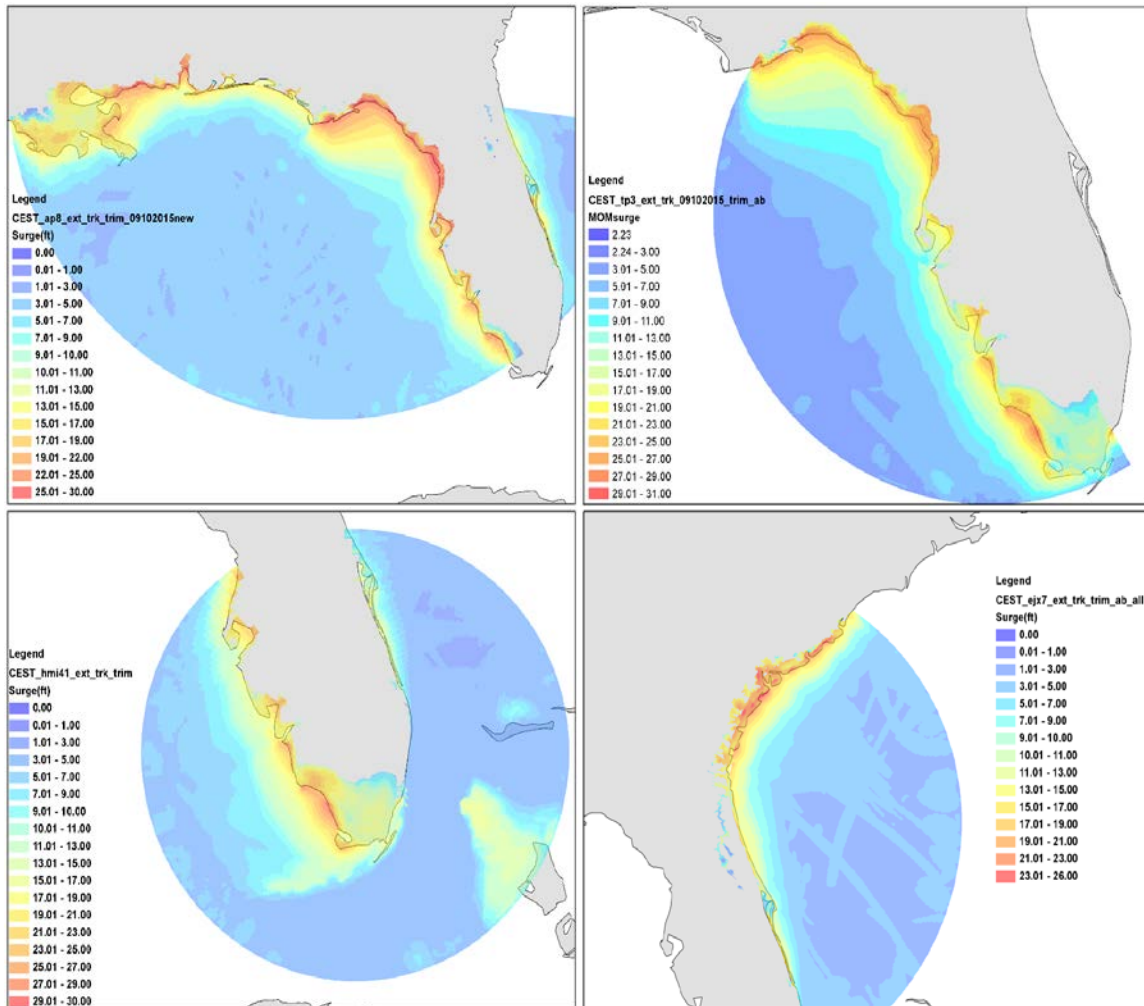 Legend
CEST_ap8_ext_trk_trim_09102015new
Surge(ft)
0.00
0.01 - 1.00
1.01 - 3.00
3.01 - 5.00
5.01 - 7.00
7.01 - 9.00
9.01 - 10.00
10.01 - 11.00
11.01 - 13.00
13.01 - 15.00
15.01 - 17.00
17.01 - 19.00
19.01 - 22.00
22.01 - 25.00
25.01 - 30.00
Legend
CEST_tp3_ext_trk_09102015_trim_ab
MOMsurge
2.23
2.24 - 3.00
3.01 - 5.00
5.01 - 7.00
7.01 - 9.00
9.01 - 11.00
11.01 - 13.00
13.01 - 15.00
15.01 - 17.00
17.01 - 19.00
19.01 - 21.00
21.01 - 23.00
23.01 - 25.00
25.01 - 27.00
27.01 - 29.00
29.01 - 31.00
Legend
CEST_hmi41_ext_trk_trim
Surge(ft)
0.00
0.01 - 1.00
1.01 - 3.00
3.01 - 5.00
5.01 - 7.00
7.01 - 9.00
9.01 - 10.00
10.01 - 11.00
11.01 - 13.00
13.01 - 15.00
15.01 - 17.00
17.01 - 19.00
19.01 - 21.00
21.01 - 23.00
23.01 - 25.00
25.01 - 27.00
27.01 - 29.00
29.01 - 30.00
Legend
CEST_ejx7_ext_trk_trim_ab_all
Surge(ft)
0.00
0.01 - 1.00
1.01 - 3.00
3.01 - 5.00
5.01 - 7.00
7.01 - 9.00
9.01 - 10.00
10.01 - 11.00
11.01 - 13.00
13.01 - 15.00
15.01 - 17.00
17.01 - 19.00
19.01 - 21.00
21.01 - 23.00
23.01 - 26.00